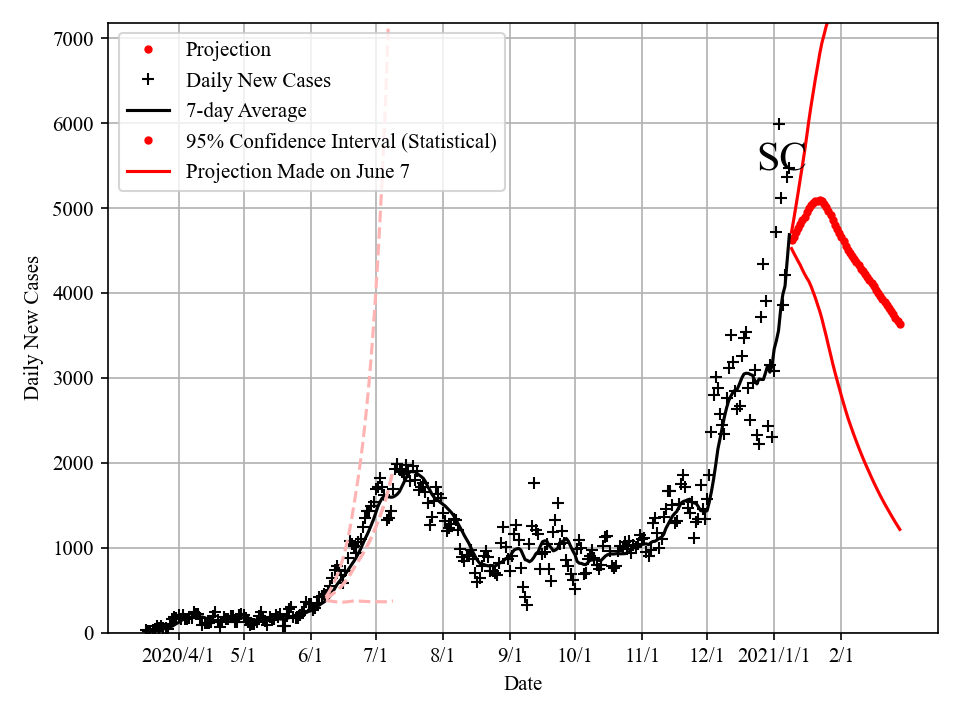 7000
6000
5000
4000
3000
2000
1000
0
Daily New Cases
Projection
Daily New Cases
7-day Average
95% Confidence Interval (Statistical)
Projection Made on June 7
SC
2020/4/1 5/1 6/1 7/1 8/1 9/1 10/1 11/1 12/1 2021/1/1 2/1
Date